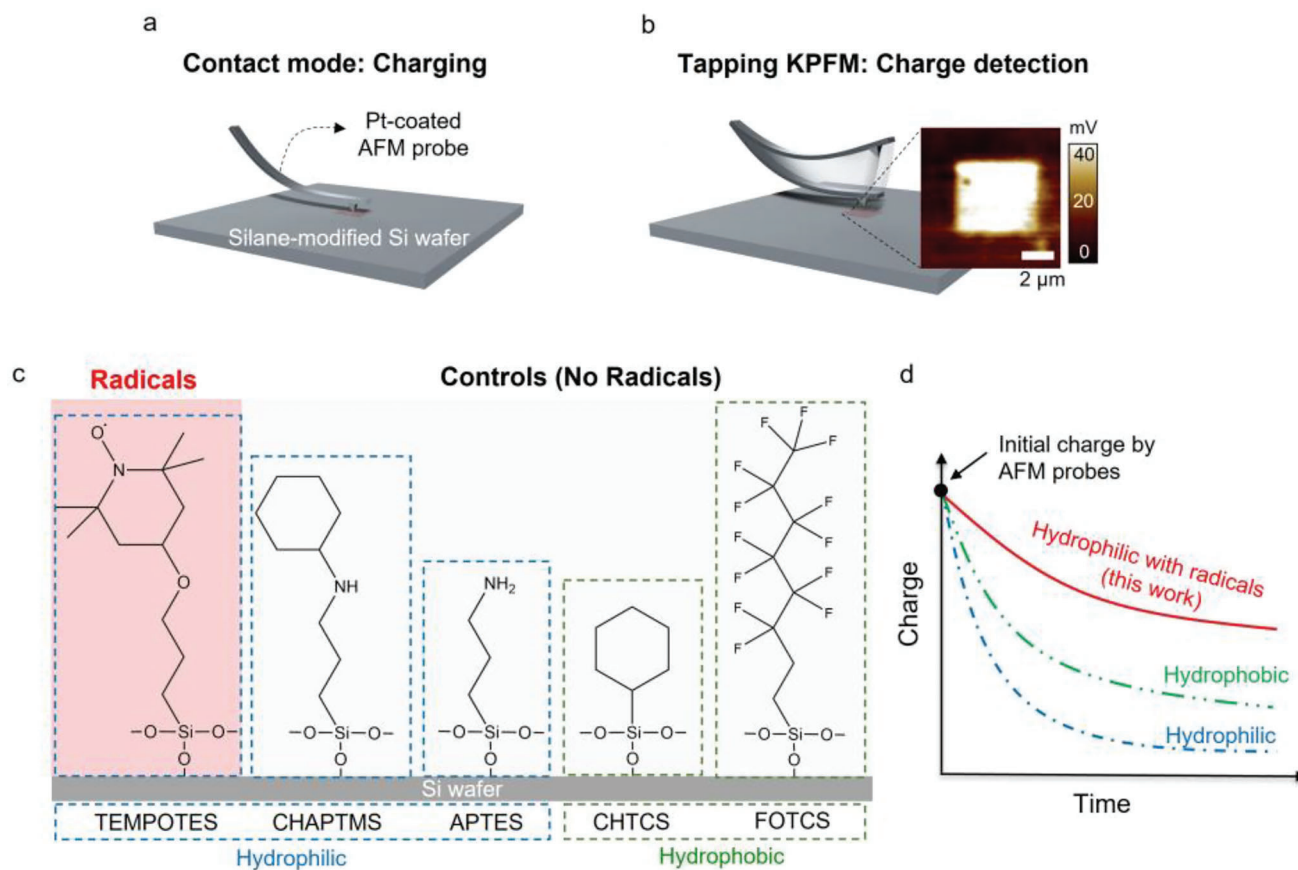 a
Contact mode: Charging
Pt-coated
AFM probe
Silane-modified Si wafer
b
Tapping KPFM: Charge detection
mV
40
20
0
2 μm
c
Radicals
Controls (No Radicals)
O·
N
O
NH
NH₂
F
F
F
F
F
F
F
F
F
F
F
F
F
–O–Si–O–
O
–O–Si–O–
O
–O–Si–O–
O
–O–Si–O–
O
–O–Si–O–
O
Si wafer
TEMPOTES
CHAPTMS
APTES
CHTCS
FOTCS
Hydrophilic
Hydrophobic
d
Initial charge by
AFM probes
Hydrophilic with radicals
(this work)
Hydrophobic
Hydrophilic
Charge
Time